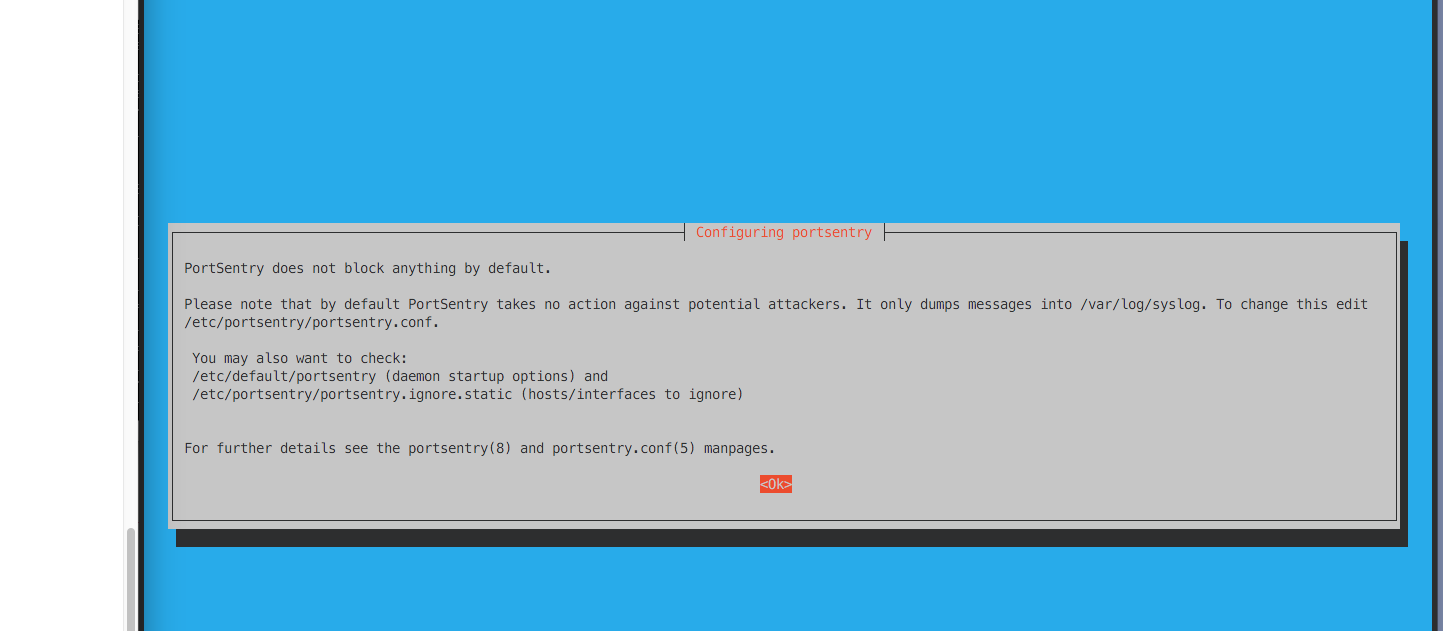 Configuring portsentry
PortSentry does not block anything by default.
Please note that by default PortSentry takes no action against potential attackers. It only dumps messages into /var/log/syslog. To change this edit
/etc/portsentry/portsentry.conf.
You may also want to check:
/etc/default/portsentry (daemon startup options) and
/etc/portsentry/portsentry.ignore.static (hosts/interfaces to ignore)
For further details see the portsentry(8) and portsentry.conf(5) manpages.
<Ok>